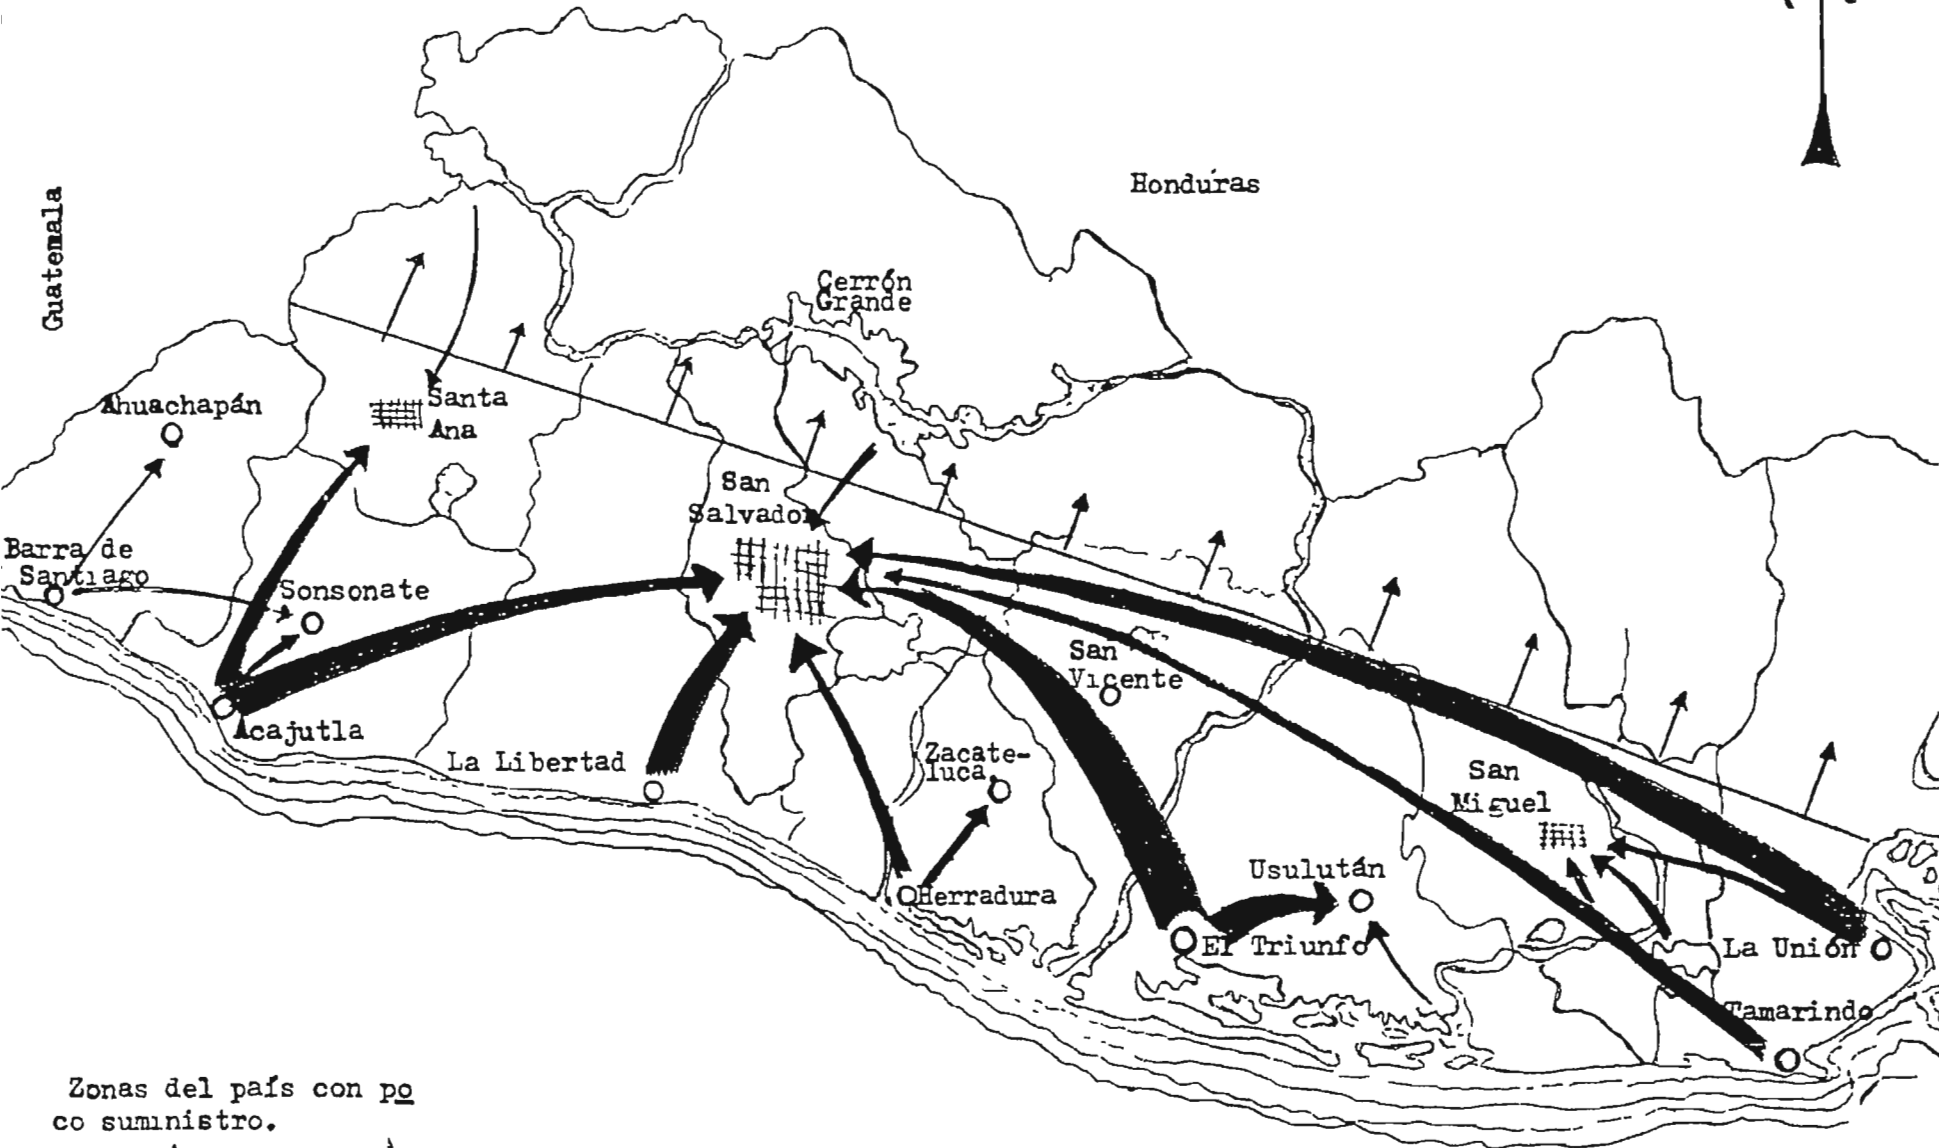 Honduras
Guatemala
Cerrón
Grande
Ahuachapán
Santa
Ana
San
Salvador
Barra de
Santiago
Sonsonate
San
Vicente
Acajutla
La Libertad
Zacate-
luca.
San
Miguel
Usulután
Herradura
El Triunfo
La Unión
Tamarindo
Zonas del país con po
co suministro.